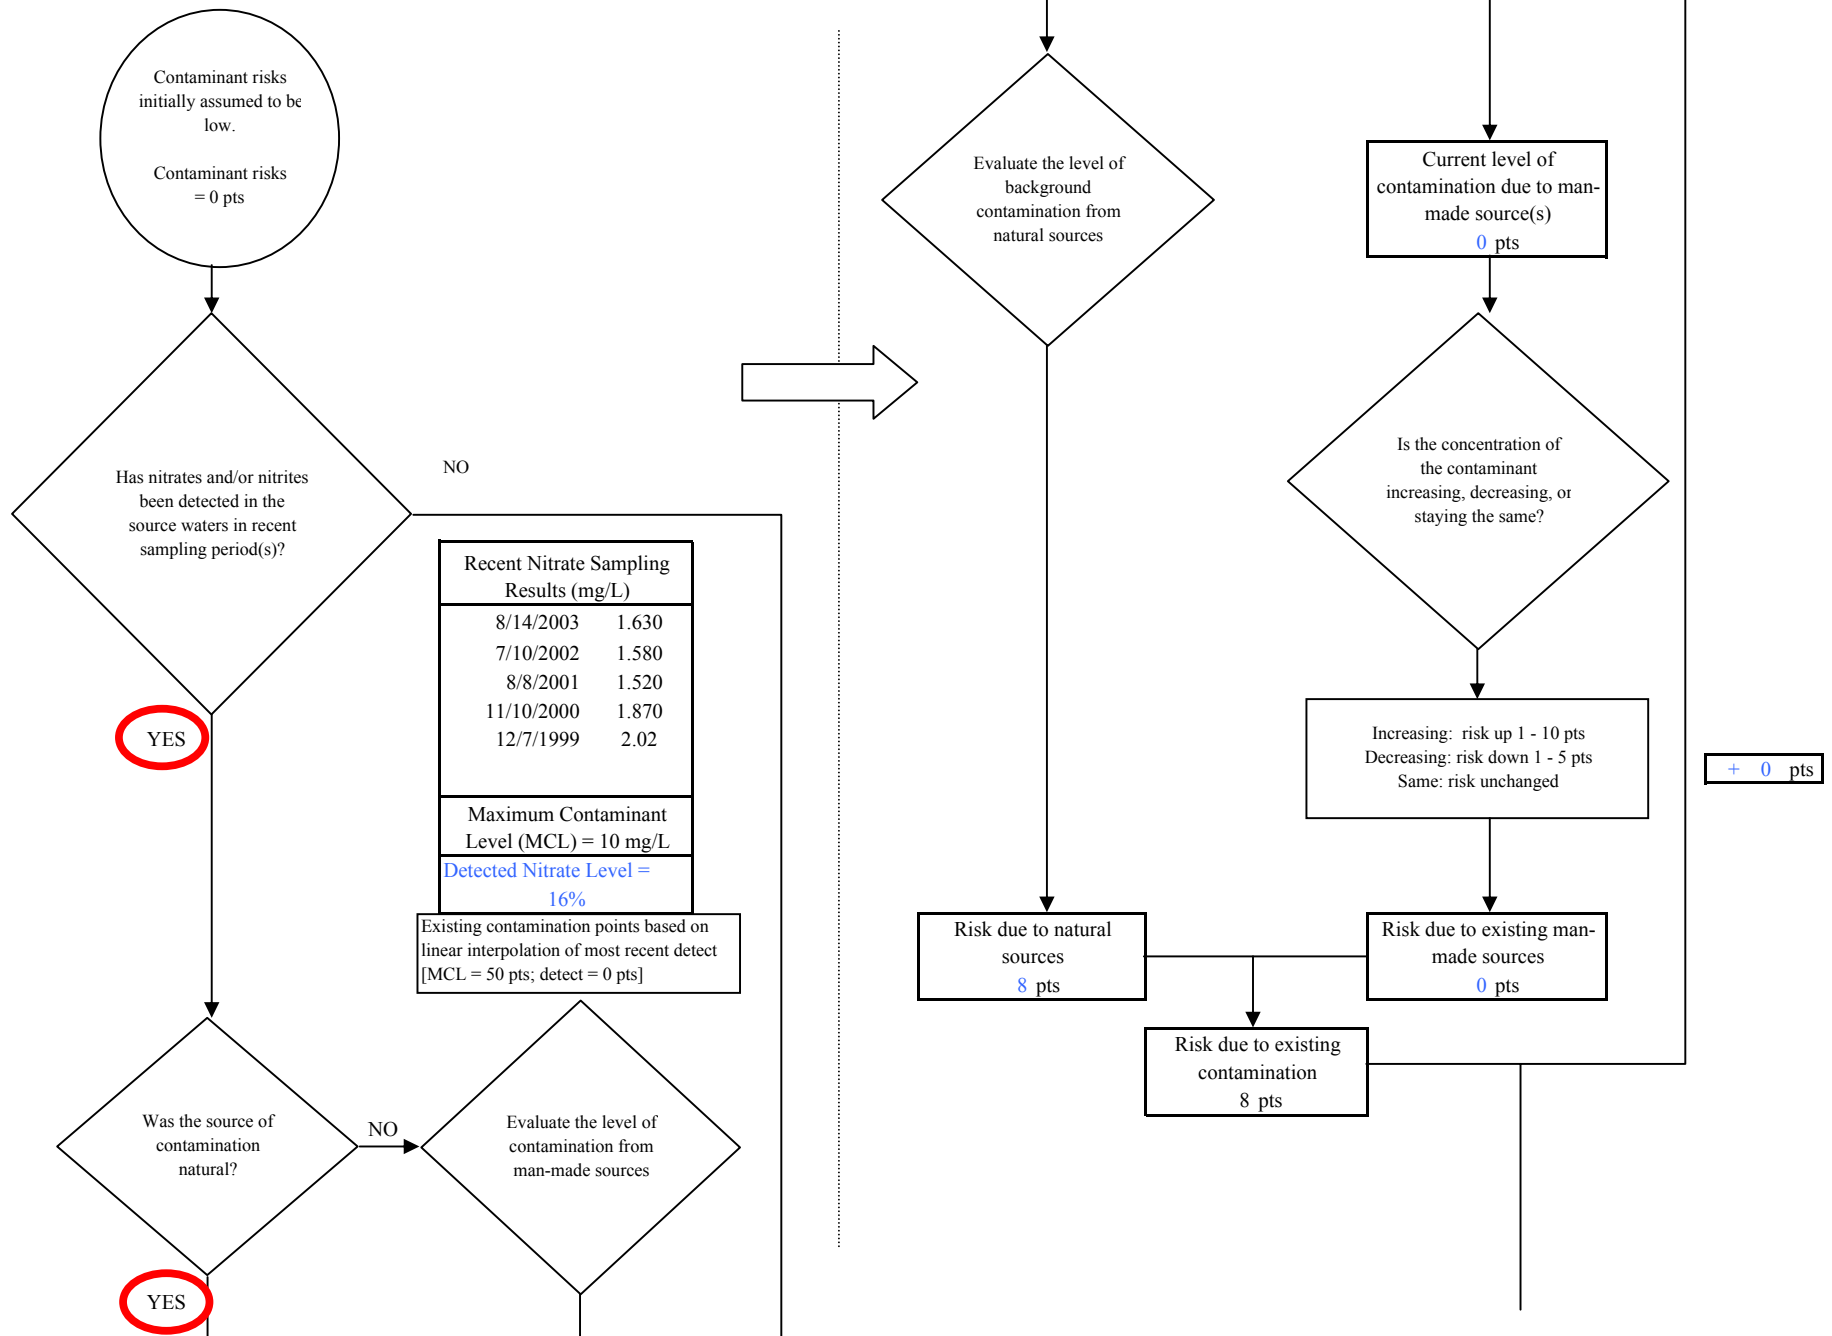 Contaminant risks
initially assumed to be
low.
Contaminant risks
= 0 pts
Has nitrates and/or nitrites
been detected in the
source waters in recent
sampling period(s)?
NO
YES
Recent Nitrate Sampling
Results (mg/L)
8/14/2003 1.630
7/10/2002 1.580
8/8/2001 1.520
11/10/2000 1.870
12/7/1999 2.02
Maximum Contaminant
Level (MCL) = 10 mg/L
Detected Nitrate Level =
16%
Existing contamination points based on
linear interpolation of most recent detect
[MCL = 50 pts; detect = 0 pts]
Was the source of
contamination
natural?
NO
YES
Evaluate the level of
contamination from
man-made sources
Evaluate the level of
background
contamination from
natural sources
Current level of
contamination due to man-
made source(s)
0 pts
Is the concentration of
the contaminant
increasing, decreasing, or
staying the same?
Increasing: risk up 1 - 10 pts
Decreasing: risk down 1 - 5 pts
Same: risk unchanged
+ 0 pts
Risk due to natural
sources
8 pts
Risk due to existing man-
made sources
0 pts
Risk due to existing
contamination
8 pts